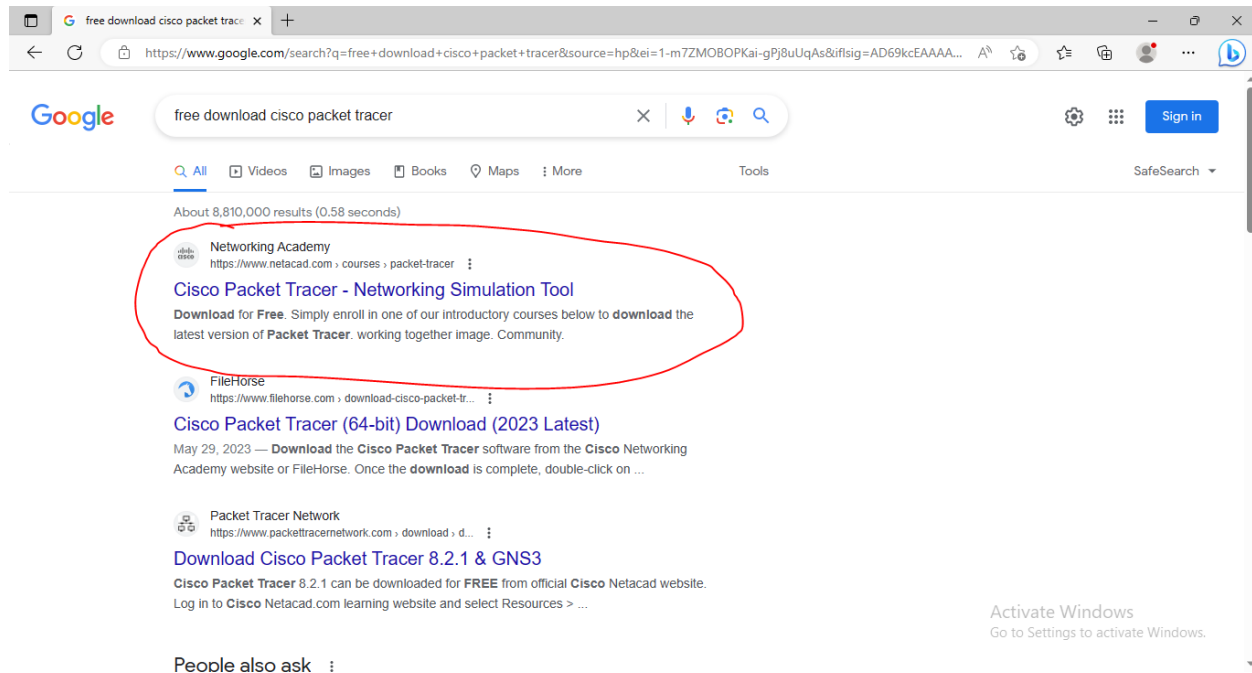 free download cisco packet trace
https://www.google.com/search?q=free+download+cisco+packet+tracer&source=hp&ei=1-m7ZMOBOPKai-gPj8uUqAs&iflsig=AD69kcEAAAA...
Google
free download cisco packet tracer
Sign in
All Videos Images Books Maps More Tools SafeSearch
About 8,810,000 results (0.58 seconds)
Networking Academy
https://www.netacad.com › courses › packet-tracer
Cisco Packet Tracer - Networking Simulation Tool
Download for Free. Simply enroll in one of our introductory courses below to download the
latest version of Packet Tracer. working together image. Community.
FileHorse
https://www.filehorse.com › download-cisco-packet-tr...
Cisco Packet Tracer (64-bit) Download (2023 Latest)
May 29, 2023 — Download the Cisco Packet Tracer software from the Cisco Networking
Academy website or FileHorse. Once the download is complete, double-click on ...
Packet Tracer Network
https://www.packettracernetwork.com › download › d...
Download Cisco Packet Tracer 8.2.1 & GNS3
Cisco Packet Tracer 8.2.1 can be downloaded for FREE from official Cisco Netacad website.
Log in to Cisco Netacad.com learning website and select Resources > ...
Activate Windows
Go to Settings to activate Windows.
People also ask